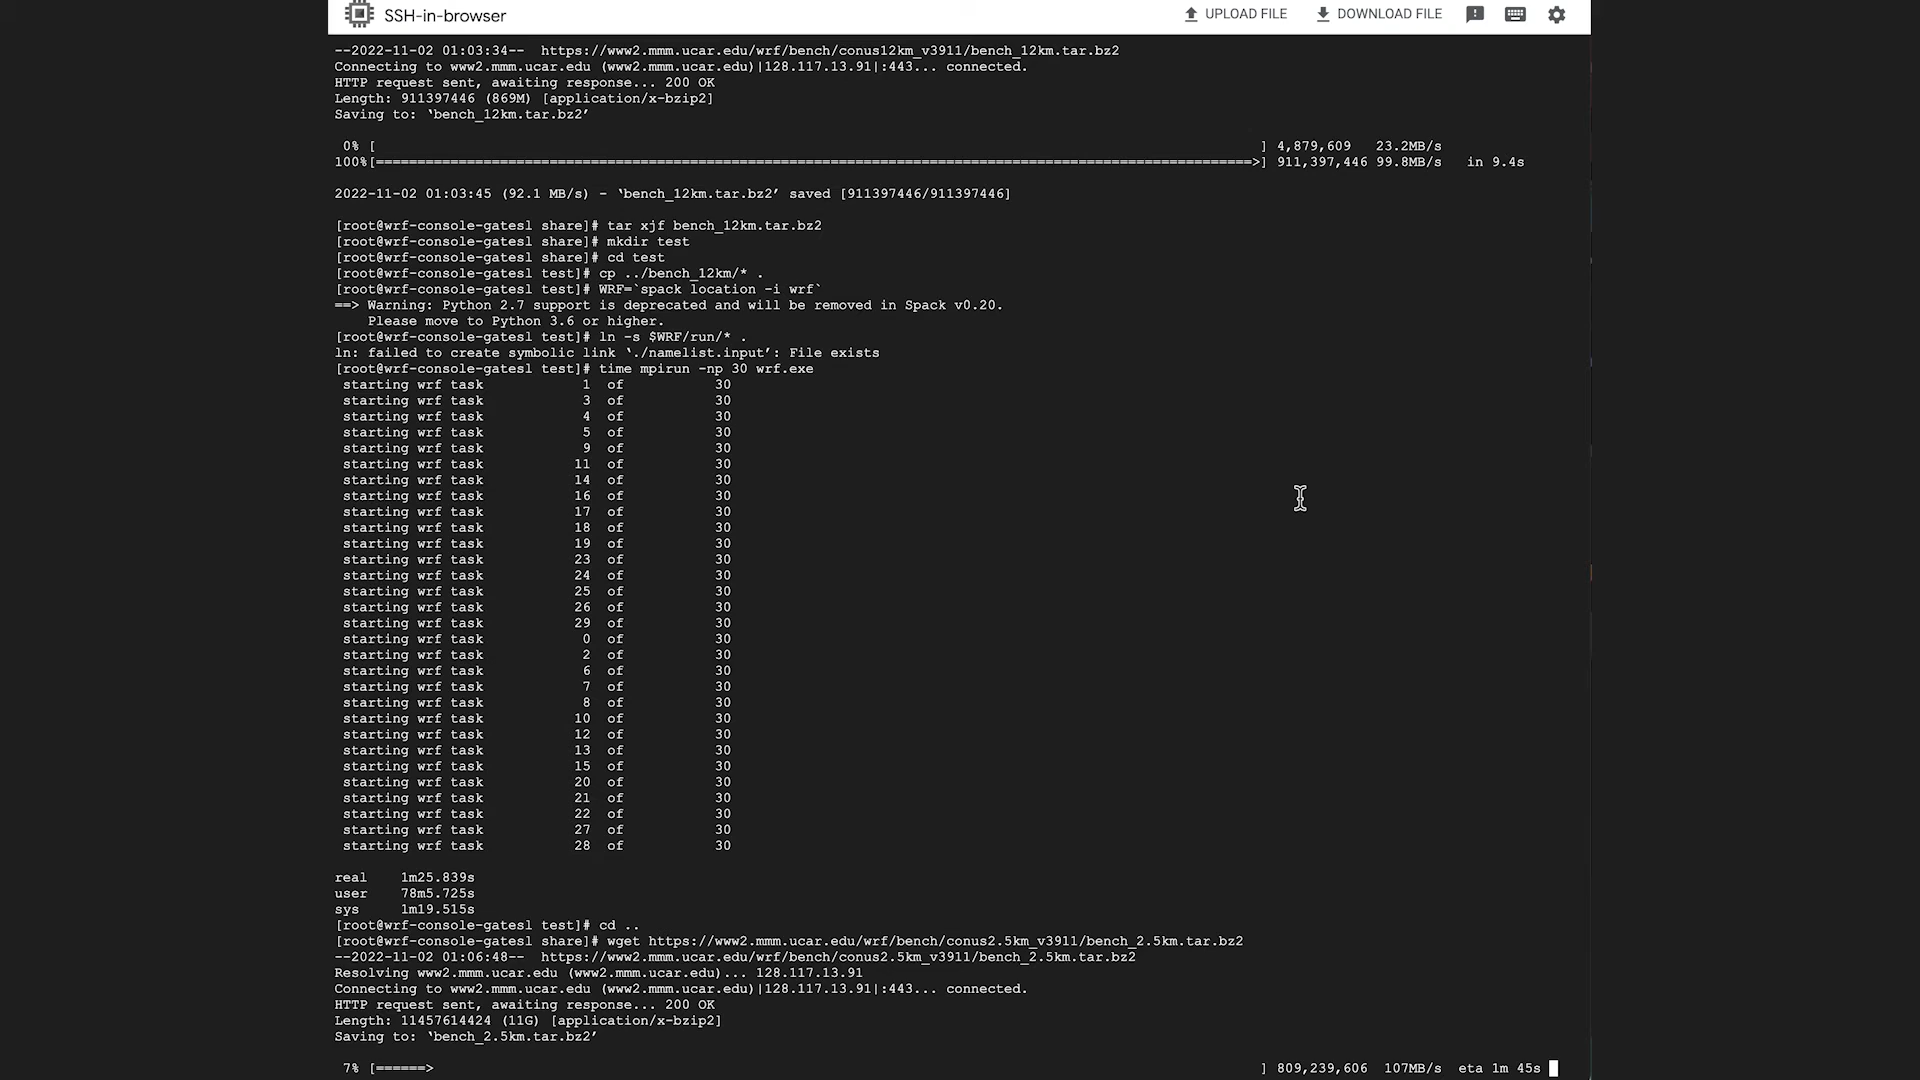 SSH-in-browser
UPLOAD FILE
DOWNLOAD FILE
--2022-11-02 01:03:34--  https://www2.mmm.ucar.edu/wrf/bench/conus12km_v3911/bench_12km.tar.bz2
Connecting to www2.mmm.ucar.edu (www2.mmm.ucar.edu)|128.117.13.91|:443... connected.
HTTP request sent, awaiting response... 200 OK
Length: 911397446 (869M) [application/x-bzip2]
Saving to: ‘bench_12km.tar.bz2’
0% [ ] 4,879,609   23.2MB/s
100%[==========================================================================================================>] 911,397,446 99.8MB/s   in 9.4s
2022-11-02 01:03:45 (92.1 MB/s) - ‘bench_12km.tar.bz2’ saved [911397446/911397446]
[root@wrf-console-gatesl share]# tar xjf bench_12km.tar.bz2
[root@wrf-console-gatesl share]# mkdir test
[root@wrf-console-gatesl share]# cd test
[root@wrf-console-gatesl test]# cp ../bench_12km/* .
[root@wrf-console-gatesl test]# WRF=`spack location -i wrf`
==> Warning: Python 2.7 support is deprecated and will be removed in Spack v0.20.
Please move to Python 3.6 or higher.
[root@wrf-console-gatesl test]# ln -s $WRF/run/* .
ln: failed to create symbolic link ‘./namelist.input’: File exists
[root@wrf-console-gatesl test]# time mpirun -np 30 wrf.exe
starting wrf task 1 of 30
starting wrf task 3 of 30
starting wrf task 4 of 30
starting wrf task 5 of 30
starting wrf task 9 of 30
starting wrf task 11 of 30
starting wrf task 14 of 30
starting wrf task 16 of 30
starting wrf task 17 of 30
starting wrf task 18 of 30
starting wrf task 19 of 30
starting wrf task 23 of 30
starting wrf task 24 of 30
starting wrf task 25 of 30
starting wrf task 26 of 30
starting wrf task 29 of 30
starting wrf task 0 of 30
starting wrf task 2 of 30
starting wrf task 6 of 30
starting wrf task 7 of 30
starting wrf task 8 of 30
starting wrf task 10 of 30
starting wrf task 12 of 30
starting wrf task 13 of 30
starting wrf task 15 of 30
starting wrf task 20 of 30
starting wrf task 21 of 30
starting wrf task 22 of 30
starting wrf task 27 of 30
starting wrf task 28 of 30
real    1m25.839s
user    78m5.725s
sys     1m19.515s
[root@wrf-console-gatesl test]# cd ..
[root@wrf-console-gatesl share]# wget https://www2.mmm.ucar.edu/wrf/bench/conus2.5km_v3911/bench_2.5km.tar.bz2
--2022-11-02 01:06:48--  https://www2.mmm.ucar.edu/wrf/bench/conus2.5km_v3911/bench_2.5km.tar.bz2
Resolving www2.mmm.ucar.edu (www2.mmm.ucar.edu)... 128.117.13.91
Connecting to www2.mmm.ucar.edu (www2.mmm.ucar.edu)|128.117.13.91|:443... connected.
HTTP request sent, awaiting response... 200 OK
Length: 11457614424 (11G) [application/x-bzip2]
Saving to: ‘bench_2.5km.tar.bz2’
7% [======> ] 809,239,606  107MB/s  eta 1m 45s